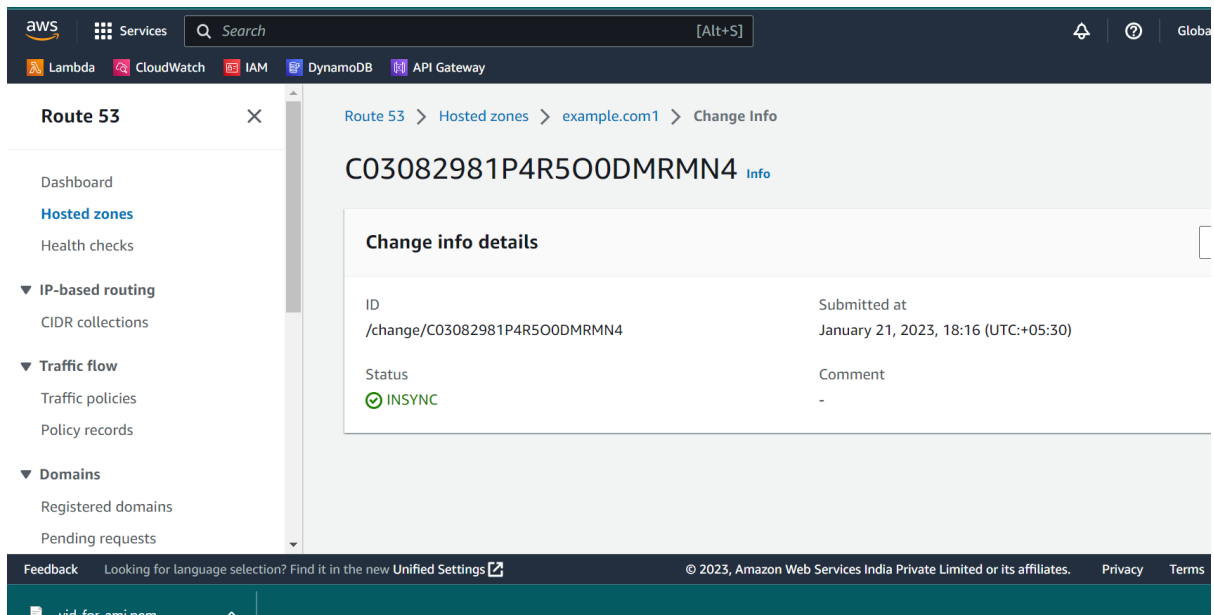 aws
Services
Search [Alt+S]
Globa
Lambda CloudWatch IAM DynamoDB API Gateway
Route 53
Dashboard
Hosted zones
Health checks
IP-based routing
CIDR collections
Traffic flow
Traffic policies
Policy records
Domains
Registered domains
Pending requests
Route 53 > Hosted zones > example.com1 > Change Info
C03082981P4R5O0DMRMN4 Info
Change info details
ID
/change/C03082981P4R5O0DMRMN4
Submitted at
January 21, 2023, 18:16 (UTC:+05:30)
Status
INSYNC
Comment
-
Feedback Looking for language selection? Find it in the new Unified Settings © 2023, Amazon Web Services India Private Limited or its affiliates. Privacy Terms